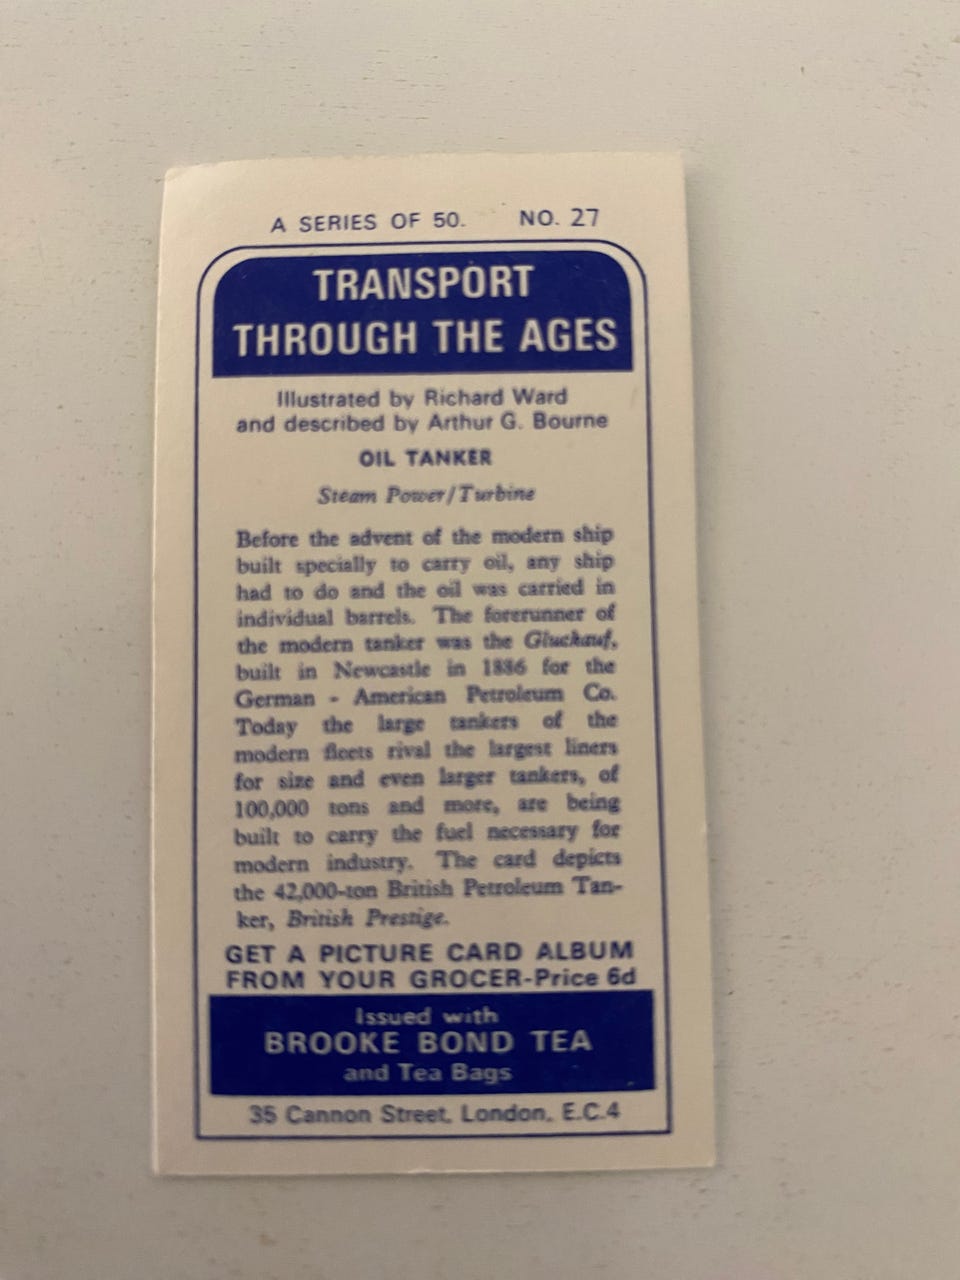 A SERIES OF 50. NO. 27
TRANSPORT
THROUGH THE AGES
Illustrated by Richard Ward
and described by Arthur G. Bourne
OIL TANKER
Steam Power/Turbine
Before the advent of the modern ship
built specially to carry oil, any ship
had to do and the oil was carried in
individual barrels. The forerunner of
the modern tanker was the Gluckauf,
built in Newcastle in 1886 for the
German - American Petroleum Co.
Today the large tankers of the
modern fleets rival the largest liners
for size and even larger tankers, of
100,000 tons and more, are being
built to carry the fuel necessary for
modern industry. The card depicts
the 42,000-ton British Petroleum Tan-
ker, British Prestige.
GET A PICTURE CARD ALBUM
FROM YOUR GROCER-Price 6d
Issued with
BROOKE BOND TEA
and Tea Bags
35 Cannon Street, London, E.C.4